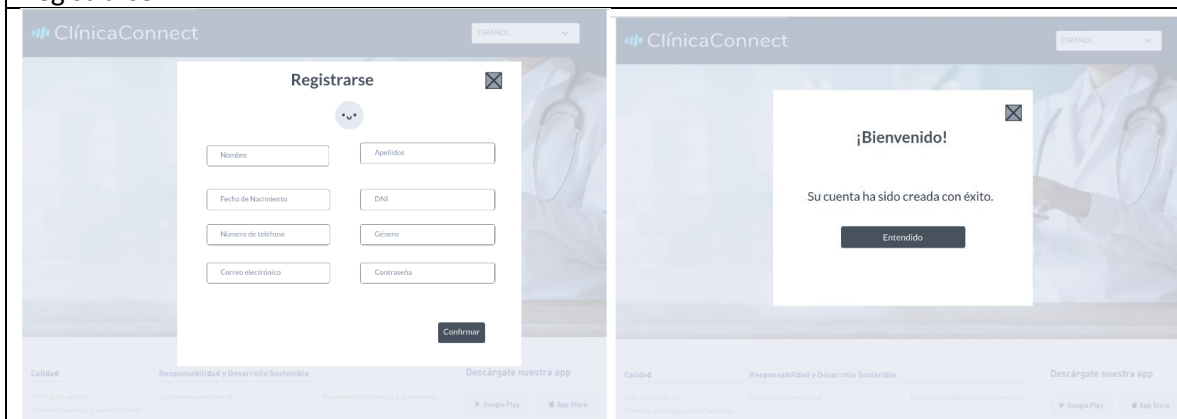 ClínicaConnect
ESPAÑOL
Registrarse
Nombre
Apellidos
Fecha de Nacimiento
DNI
Número de teléfono
Género
Correo electrónico
Contraseña
Confirmar
Calidad
Responsabilidad y Desarrollo Sostenible
Descárgate nuestra app
Google Play
App Store
ClínicaConnect
ESPAÑOL
¡Bienvenido!
Su cuenta ha sido creada con éxito.
Entendido
Calidad
Responsabilidad y Desarrollo Sostenible
Descárgate nuestra app
Google Play
App Store